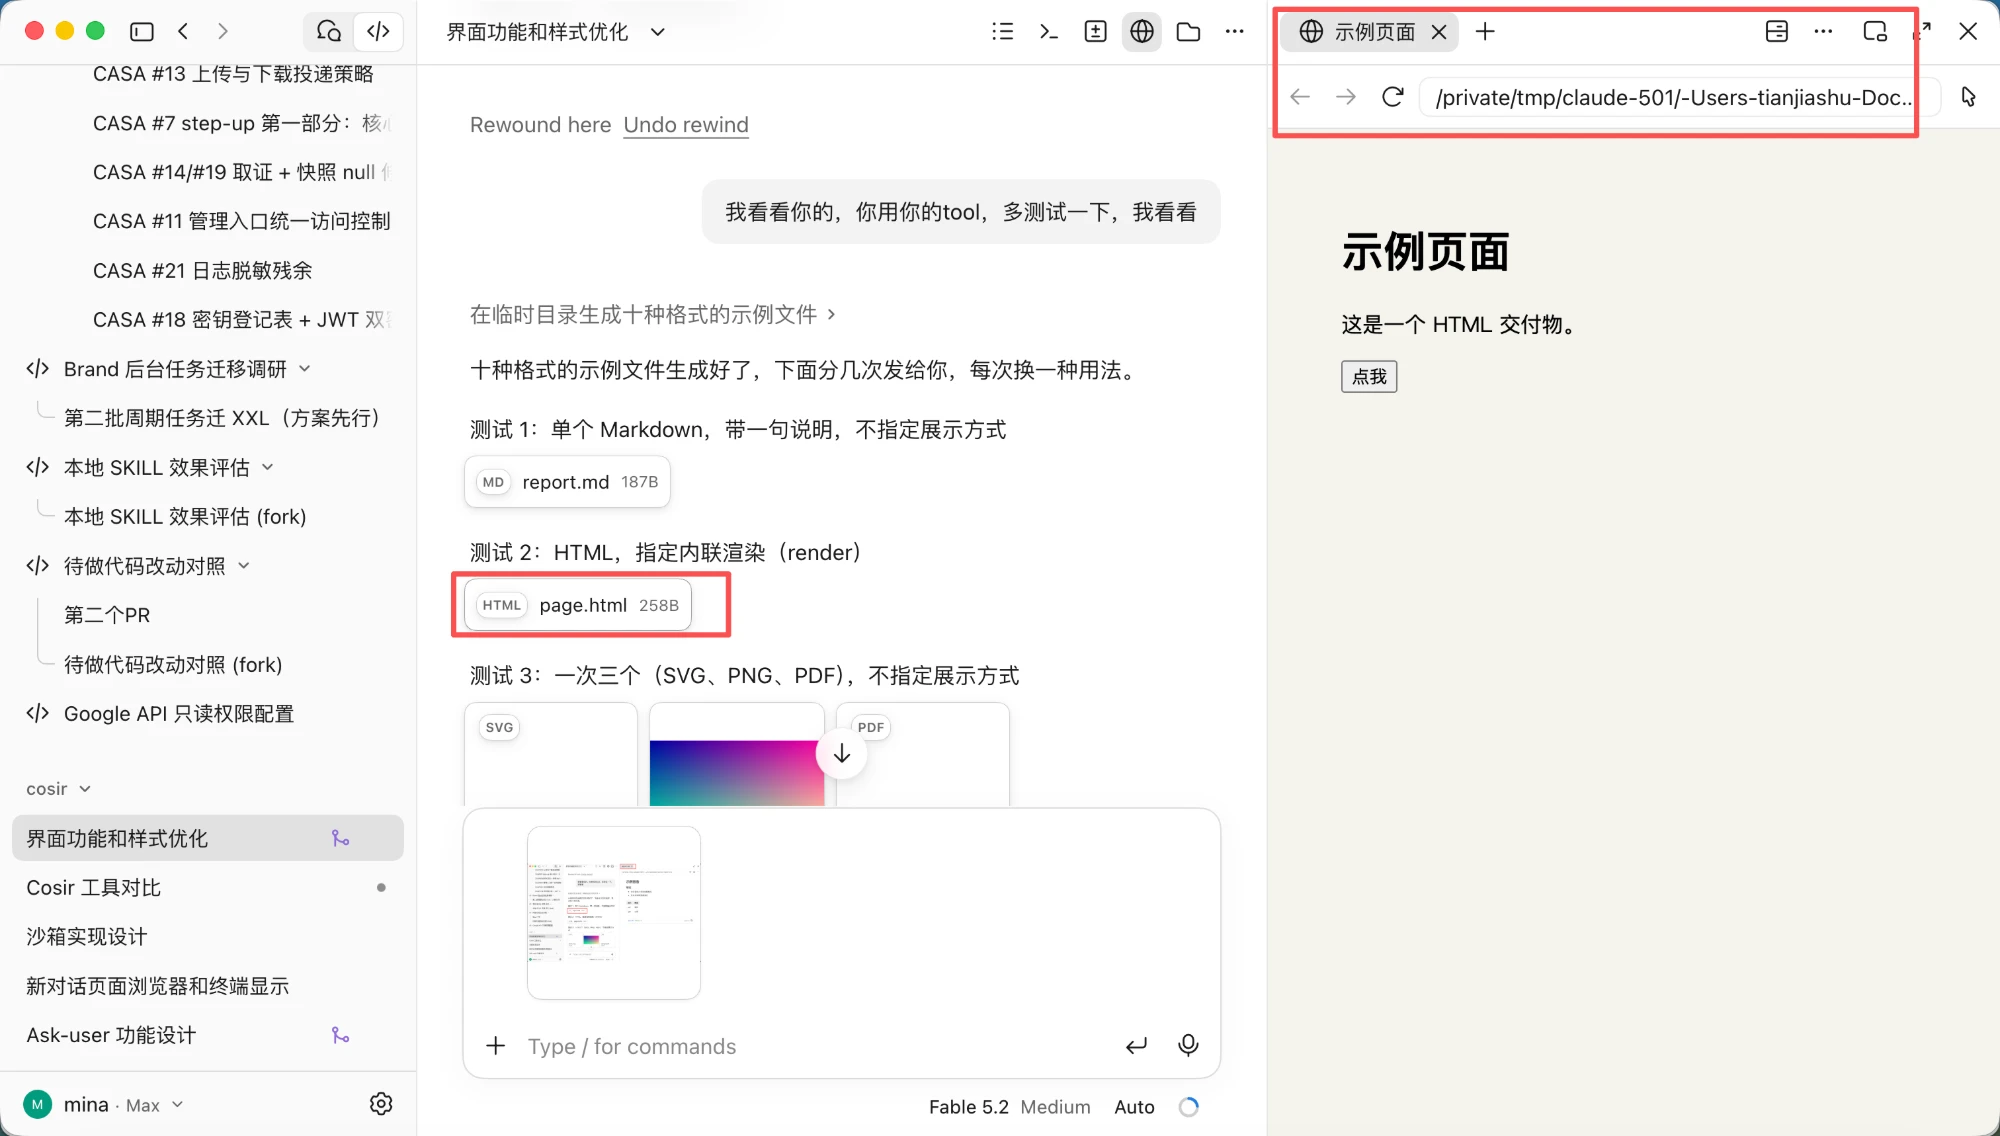 CASA #13 上传与下载投递策略
CASA #7 step-up 第一部分：核
CASA #14/#19 取证 + 快照 null
CASA #11 管理入口统一访问控制
CASA #21 日志脱敏残余
CASA #18 密钥登记表 + JWT 双
Brand 后台任务迁移调研
第二批周期任务迁 XXL（方案先行）
本地 SKILL 效果评估
本地 SKILL 效果评估 (fork)
待做代码改动对照
第二个PR
待做代码改动对照 (fork)
Google API 只读权限配置
cosir
界面功能和样式优化
Cosir 工具对比
沙箱实现设计
新对话页面浏览器和终端显示
Ask-user 功能设计
M mina · Max
界面功能和样式优化
Rewound here Undo rewind
我看看你的，你用你的tool，多测试一下，我看看
在临时目录生成十种格式的示例文件
十种格式的示例文件生成好了，下面分几次发给你，每次换一种用法。
测试 1：单个 Markdown，带一句说明，不指定展示方式
MD report.md 187B
测试 2：HTML，指定内联渲染（render）
HTML page.html 258B
测试 3：一次三个（SVG、PNG、PDF），不指定展示方式
SVG
PDF
Type / for commands
Fable 5.2 Medium Auto
示例页面
/private/tmp/claude-501/-Users-tianjiashu-Doc...
示例页面
这是一个 HTML 交付物。
点我